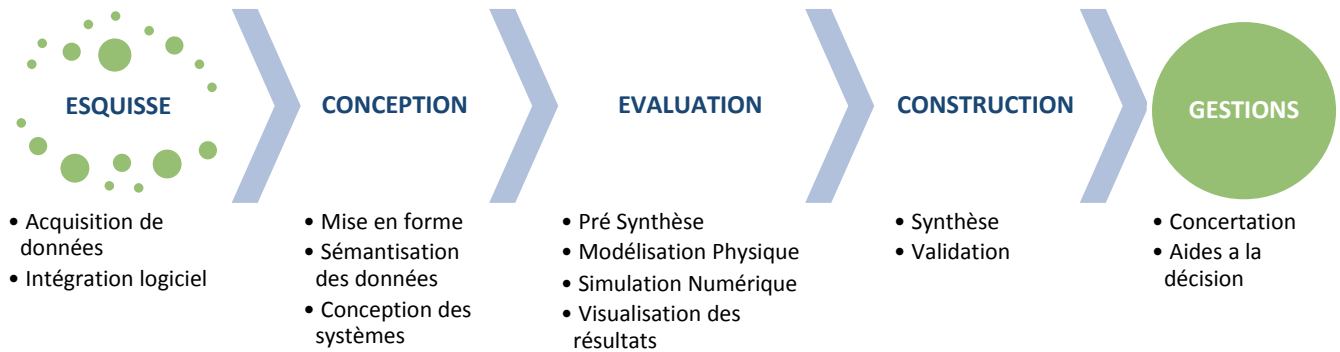 ESQUISSE
CONCEPTION
EVALUATION
CONSTRUCTION
GESTIONS
• Acquisition de
données
• Intégration logiciel
• Mise en forme
• Sémantisation
des données
• Conception des
systèmes
• Pré Synthèse
• Modélisation Physique
• Simulation Numérique
• Visualisation des
résultats
• Synthèse
• Validation
• Concertation
• Aides a la
décision